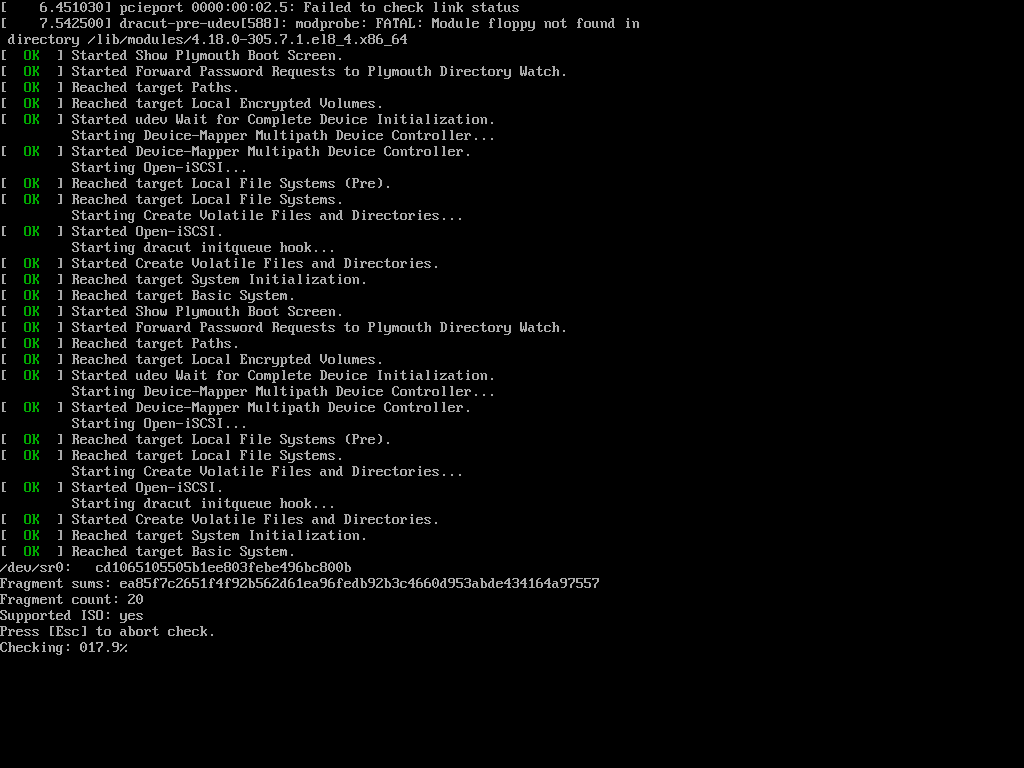 [    6.451030] pcieport 0000:00:02.5: Failed to check link status
[    7.542500] dracut-pre-udev[588]: modprobe: FATAL: Module floppy not found in
 directory /lib/modules/4.18.0-305.7.1.el8_4.x86_64
[  OK  ] Started Show Plymouth Boot Screen.
[  OK  ] Started Forward Password Requests to Plymouth Directory Watch.
[  OK  ] Reached target Paths.
[  OK  ] Reached target Local Encrypted Volumes.
[  OK  ] Started udev Wait for Complete Device Initialization.
         Starting Device-Mapper Multipath Device Controller...
[  OK  ] Started Device-Mapper Multipath Device Controller.
         Starting Open-iSCSI...
[  OK  ] Reached target Local File Systems (Pre).
[  OK  ] Reached target Local File Systems.
         Starting Create Volatile Files and Directories...
[  OK  ] Started Open-iSCSI.
         Starting dracut initqueue hook...
[  OK  ] Started Create Volatile Files and Directories.
[  OK  ] Reached target System Initialization.
[  OK  ] Reached target Basic System.
[  OK  ] Started Show Plymouth Boot Screen.
[  OK  ] Started Forward Password Requests to Plymouth Directory Watch.
[  OK  ] Reached target Paths.
[  OK  ] Reached target Local Encrypted Volumes.
[  OK  ] Started udev Wait for Complete Device Initialization.
         Starting Device-Mapper Multipath Device Controller...
[  OK  ] Started Device-Mapper Multipath Device Controller.
         Starting Open-iSCSI...
[  OK  ] Reached target Local File Systems (Pre).
[  OK  ] Reached target Local File Systems.
         Starting Create Volatile Files and Directories...
[  OK  ] Started Open-iSCSI.
         Starting dracut initqueue hook...
[  OK  ] Started Create Volatile Files and Directories.
[  OK  ] Reached target System Initialization.
[  OK  ] Reached target Basic System.
/dev/sr0:   cd1065105505b1ee803febe496bc800b
Fragment sums: ea85f7c2651f4f92b562d61ea96fedb92b3c4660d953abde434164a97557
Fragment count: 20
Supported ISO: yes
Press [Esc] to abort check.
Checking: 017.9%